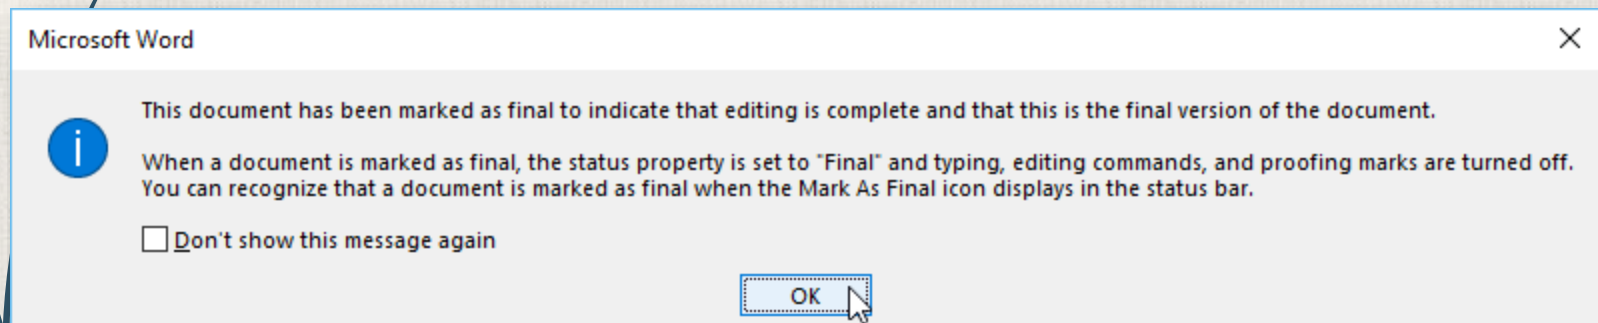 Microsoft Word
This document has been marked as final to indicate that editing is complete and that this is the final version of the document.
When a document is marked as final, the status property is set to "Final" and typing, editing commands, and proofing marks are turned off.
You can recognize that a document is marked as final when the Mark As Final icon displays in the status bar.
Don't show this message again
OK